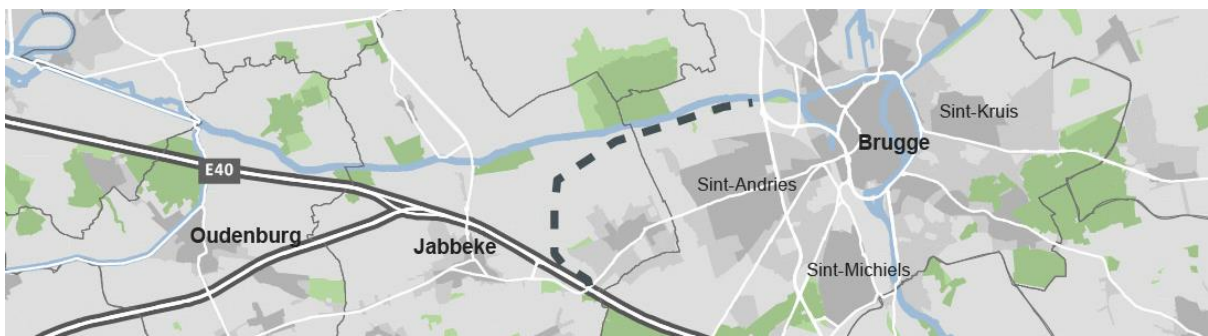 Sint-Kruis
Brugge
E40
Sint-Andries
Oudenburg
Jabbeke
Sint-Michiels